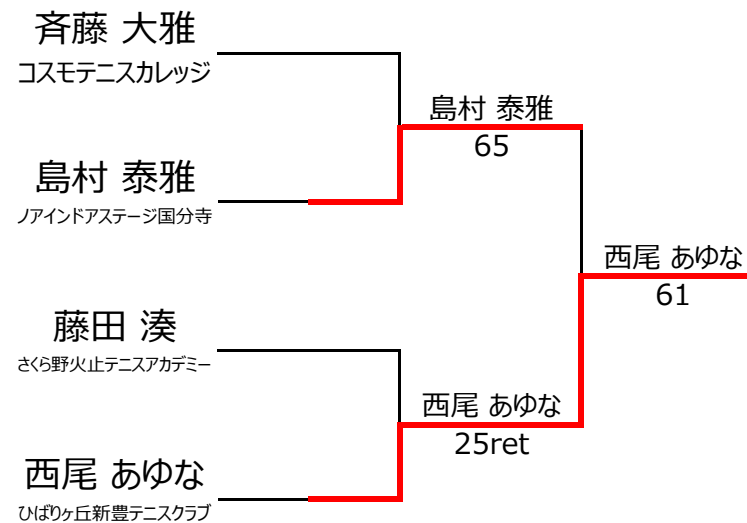 斉藤 大雅
コスモテニスカレッジ
島村 泰雅
65
島村 泰雅
ノアインドアステージ国分寺
西尾 あゆな
61
藤田 湊
さくら野火止テニスアカデミー
西尾 あゆな
25ret
西尾 あゆな
ひばりヶ丘新豊テニスクラブ